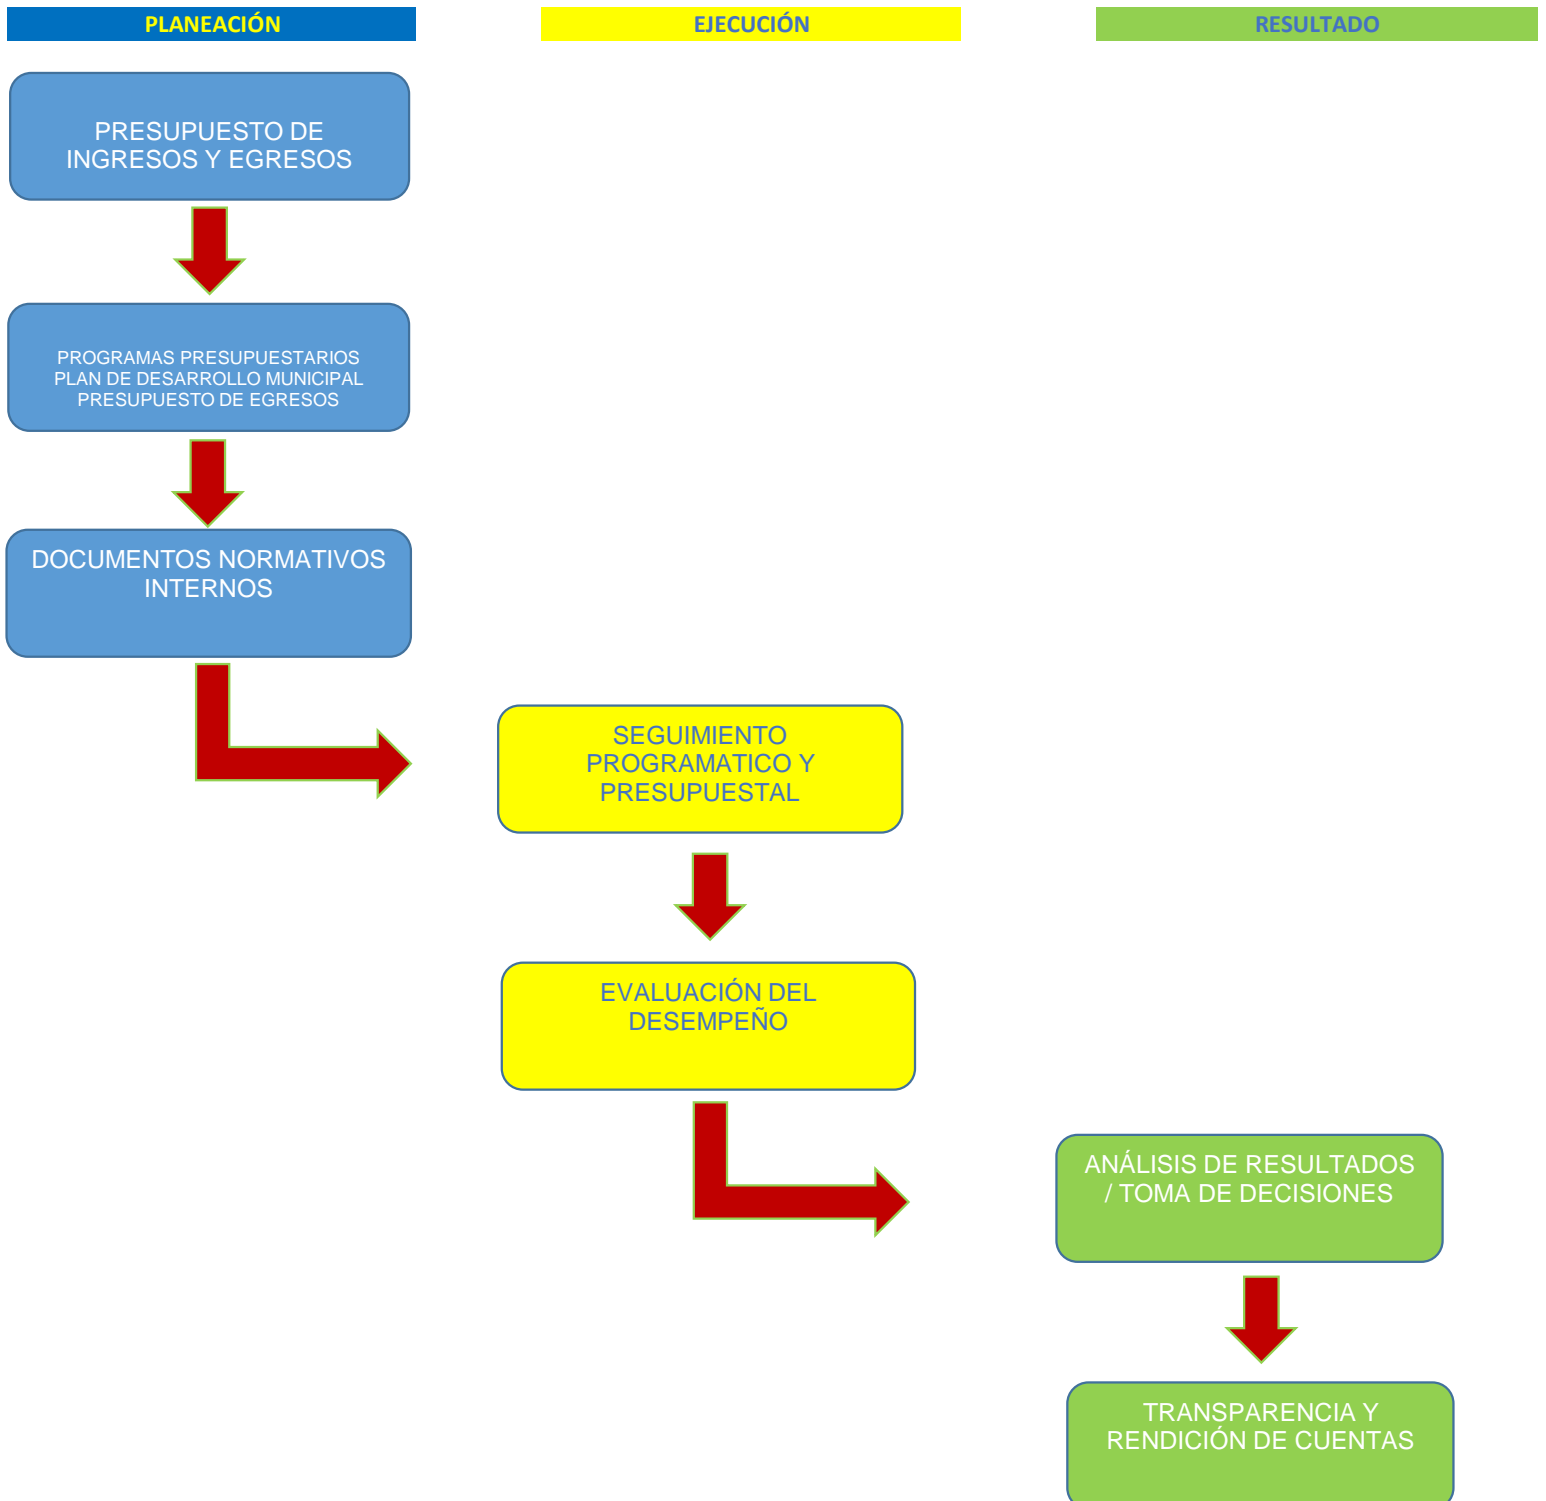 PLANEACIÓN
EJECUCIÓN
RESULTADO
PRESUPUESTO DE
INGRESOS Y EGRESOS
PROGRAMAS PRESUPUESTARIOS
PLAN DE DESARROLLO MUNICIPAL
PRESUPUESTO DE EGRESOS
DOCUMENTOS NORMATIVOS
INTERNOS
SEGUIMIENTO
PROGRAMATICO Y
PRESUPUESTAL
EVALUACIÓN DEL
DESEMPEÑO
ANÁLISIS DE RESULTADOS
/ TOMA DE DECISIONES
TRANSPARENCIA Y
RENDICIÓN DE CUENTAS